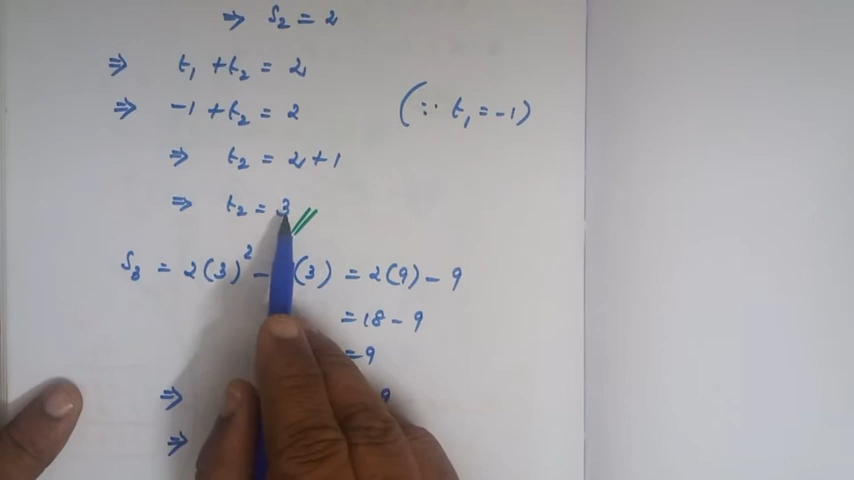 ⇒ S₂ = 2
⇒ t₁ + t₂ = 2
⇒ -1 + t₂ = 2 (∵ t₁ = -1)
⇒ t₂ = 2 + 1
⇒ t₂ = 3
S₃ = 2(3)² - (3) = 2(9) - 9
= 18 - 9
= 9
⇒ 9
⇒